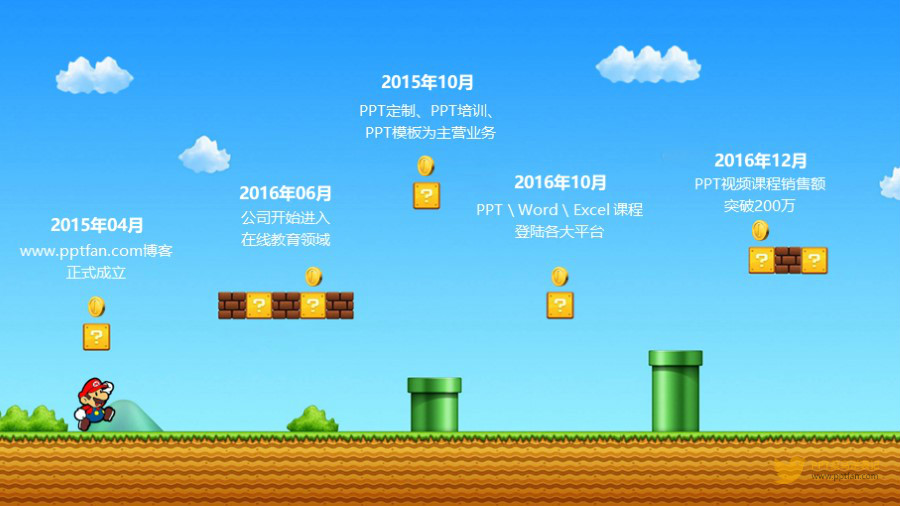 2015年04月
www.pptfan.com博客
正式成立
2016年06月
公司开始进入
在线教育领域
2015年10月
PPT定制、PPT培训、
PPT模板为主营业务
2016年10月
PPT \ Word \ Excel 课程
登陆各大平台
2016年12月
PPT视频课程销售额
突破200万
?
?
?
?
?
?
?
www.pptfan.com